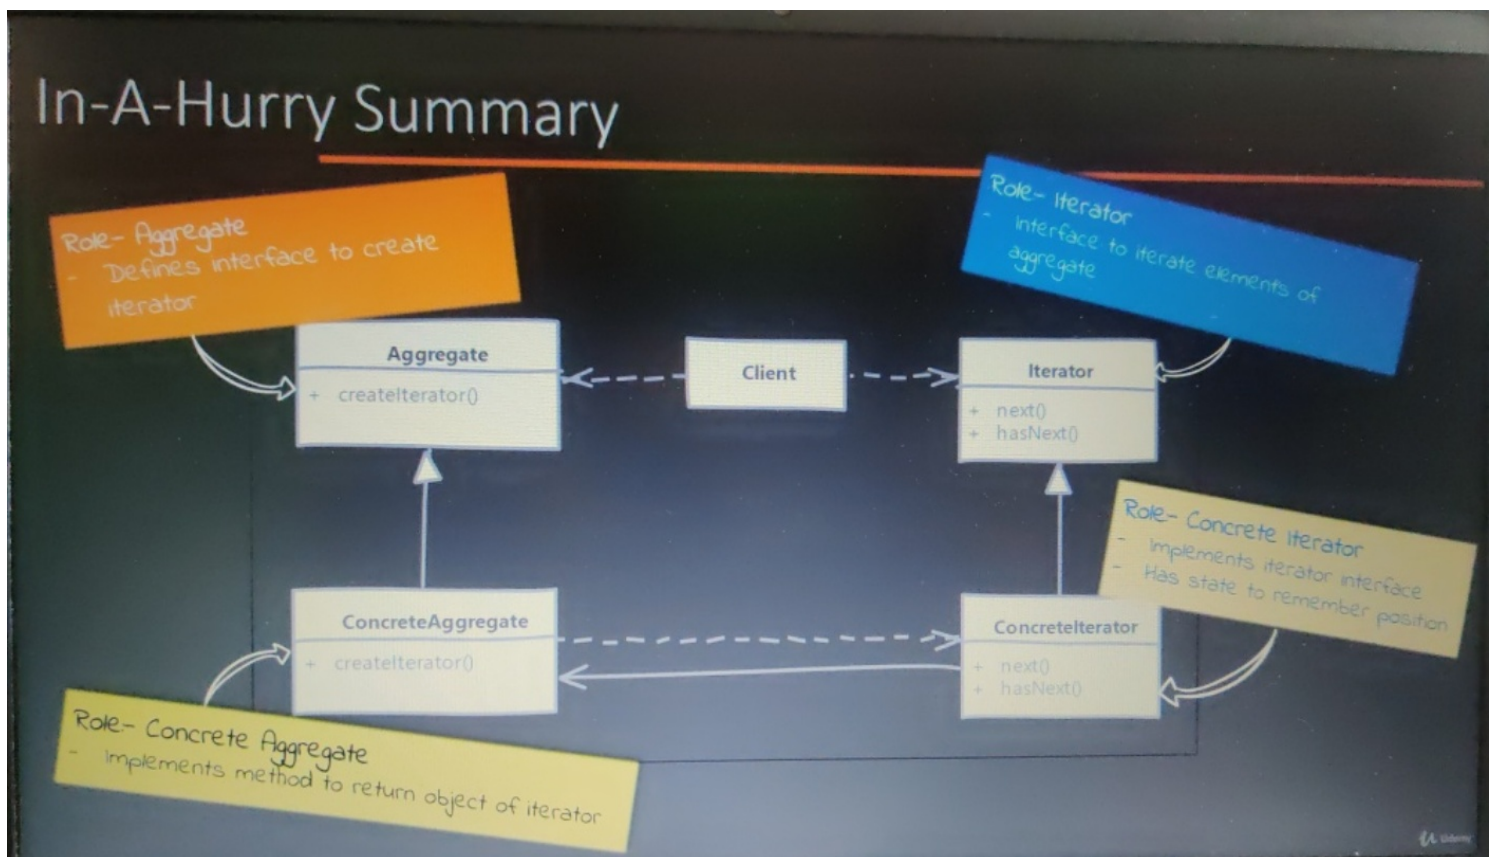 In-A-Hurry Summary
Role- Aggregate
- Defines interface to create
iterator
Role- Iterator
- Interface to iterate elements of
aggregate
Aggregate
+ createIterator()
Client
Iterator
+ next()
+ hasNext()
Role- Concrete Iterator
- Implements iterator interface
- Has state to remember position
ConcreteAggregate
+ createIterator()
ConcreteIterator
+ next()
+ hasNext()
Role- Concrete Aggregate
- Implements method to return object of iterator
Udemy